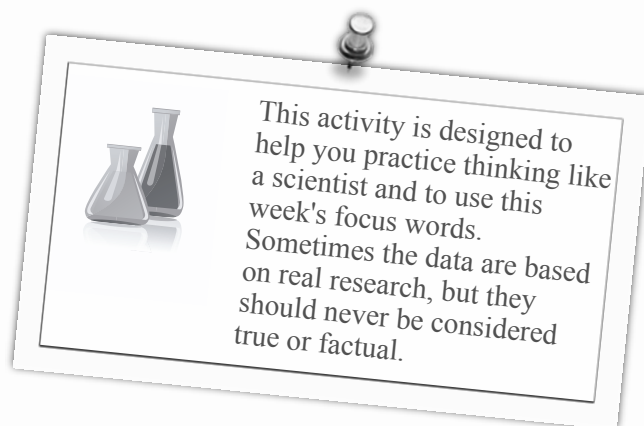 This activity is designed to
help you practice thinking like
a scientist and to use this
week's focus words.
Sometimes the data are based
on real research, but they
should never be considered
true or factual.